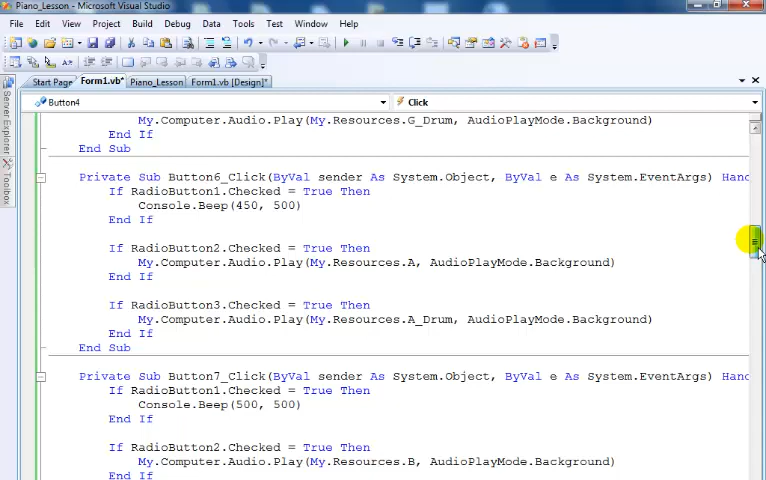 Piano_Lesson - Microsoft Visual Studio
File Edit View Project Build Debug Data Tools Test Window Help
Start Page Form1.vb* Piano_Lesson Form1.vb [Design]*
Server Explorer
Toolbox
Button4 Click
My.Computer.Audio.Play(My.Resources.G_Drum, AudioPlayMode.Background)
End If
End Sub
Private Sub Button6_Click(ByVal sender As System.Object, ByVal e As System.EventArgs) Hand
If RadioButton1.Checked = True Then
Console.Beep(450, 500)
End If
If RadioButton2.Checked = True Then
My.Computer.Audio.Play(My.Resources.A, AudioPlayMode.Background)
End If
If RadioButton3.Checked = True Then
My.Computer.Audio.Play(My.Resources.A_Drum, AudioPlayMode.Background)
End If
End Sub
Private Sub Button7_Click(ByVal sender As System.Object, ByVal e As System.EventArgs) Hand
If RadioButton1.Checked = True Then
Console.Beep(500, 500)
End If
If RadioButton2.Checked = True Then
My.Computer.Audio.Play(My.Resources.B, AudioPlayMode.Background)
End If